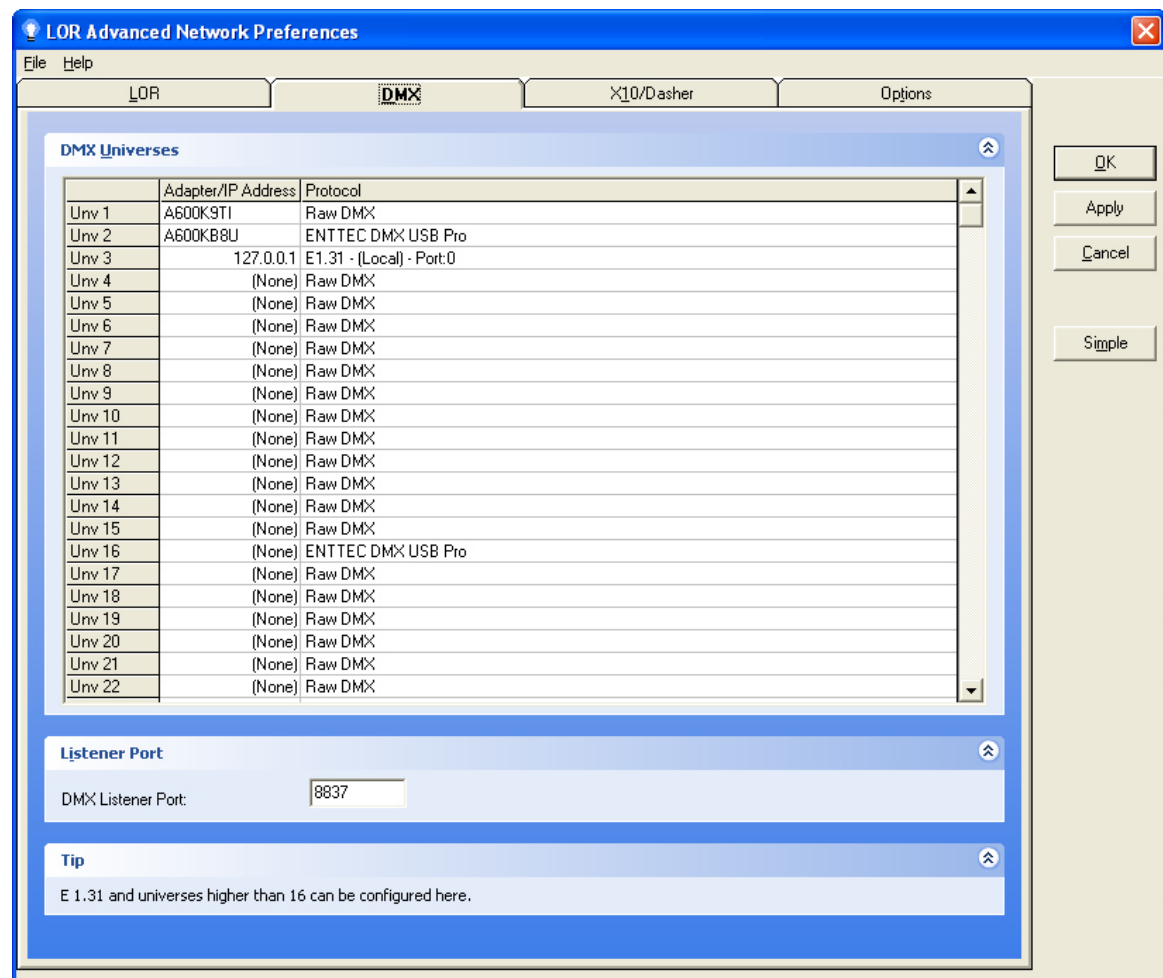 LOR Advanced Network Preferences
File Help
LOR DMX X10/Dasher Options
DMX Universes
OK
Apply
Cancel
Simple
Adapter/IP Address Protocol
Unv 1 A600K9TI Raw DMX
Unv 2 A600KB8U ENTTEC DMX USB Pro
Unv 3 127.0.0.1 E1.31 - (Local) - Port:0
Unv 4 (None) Raw DMX
Unv 5 (None) Raw DMX
Unv 6 (None) Raw DMX
Unv 7 (None) Raw DMX
Unv 8 (None) Raw DMX
Unv 9 (None) Raw DMX
Unv 10 (None) Raw DMX
Unv 11 (None) Raw DMX
Unv 12 (None) Raw DMX
Unv 13 (None) Raw DMX
Unv 14 (None) Raw DMX
Unv 15 (None) Raw DMX
Unv 16 (None) ENTTEC DMX USB Pro
Unv 17 (None) Raw DMX
Unv 18 (None) Raw DMX
Unv 19 (None) Raw DMX
Unv 20 (None) Raw DMX
Unv 21 (None) Raw DMX
Unv 22 (None) Raw DMX
Listener Port
DMX Listener Port: 8837
Tip
E 1.31 and universes higher than 16 can be configured here.